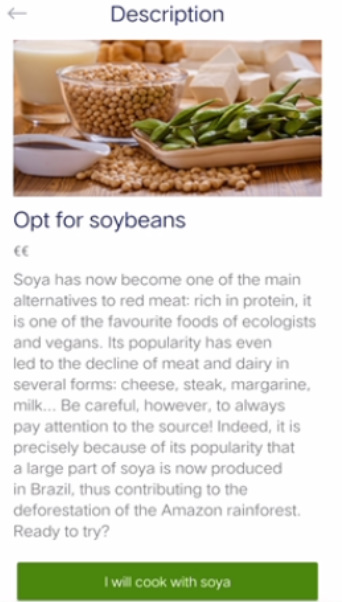 Description
Opt for soybeans
€€
Soya has now become one of the main
alternatives to red meat: rich in protein, it
is one of the favourite foods of ecologists
and vegans. Its popularity has even
led to the decline of meat and dairy in
several forms: cheese, steak, margarine,
milk... Be careful, however, to always
pay attention to the source! Indeed, it is
precisely because of its popularity that
a large part of soya is now produced
in Brazil, thus contributing to the
deforestation of the Amazon rainforest.
Ready to try?
I will cook with soya